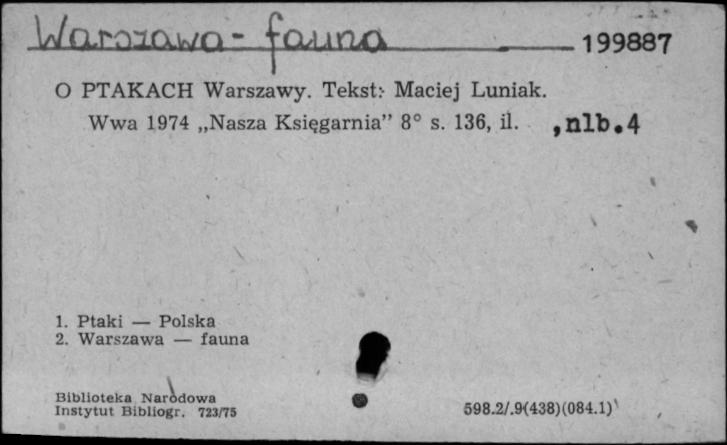 Warszawa - fauna 199887
O PTAKACH Warszawy. Tekst: Maciej Luniak.
Wwa 1974 „Nasza Księgarnia” 8° s. 136, il. ,nlb.4
1. Ptaki — Polska
2. Warszawa — fauna
Biblioteka Narodowa
Instytut Bibliogr. 723/75 598.2/.9(438)(084.1)